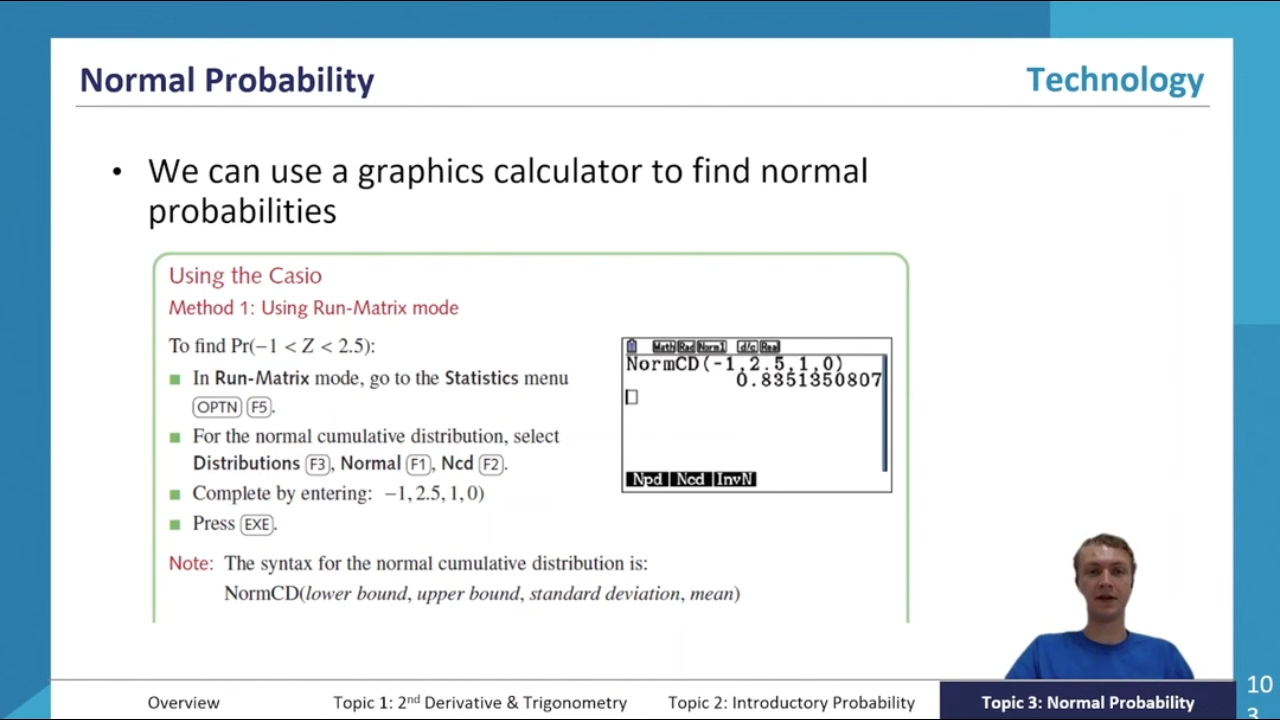 Normal Probability
Technology
• We can use a graphics calculator to find normal
probabilities
Using the Casio
Method 1: Using Run-Matrix mode
To find Pr(−1 < Z < 2.5):
■ In Run-Matrix mode, go to the Statistics menu
OPTN F5.
■ For the normal cumulative distribution, select
Distributions F3, Normal F1, Ncd F2.
■ Complete by entering: −1, 2.5, 1, 0)
■ Press EXE.
Note: The syntax for the normal cumulative distribution is:
NormCD(lower bound, upper bound, standard deviation, mean)
Math Rad Norm1 d/c Real
NormCD(-1,2.5,1,0)
0.8351350807
Npd Ncd InvN
Overview
Topic 1: 2nd Derivative & Trigonometry
Topic 2: Introductory Probability
Topic 3: Normal Probability
10
3